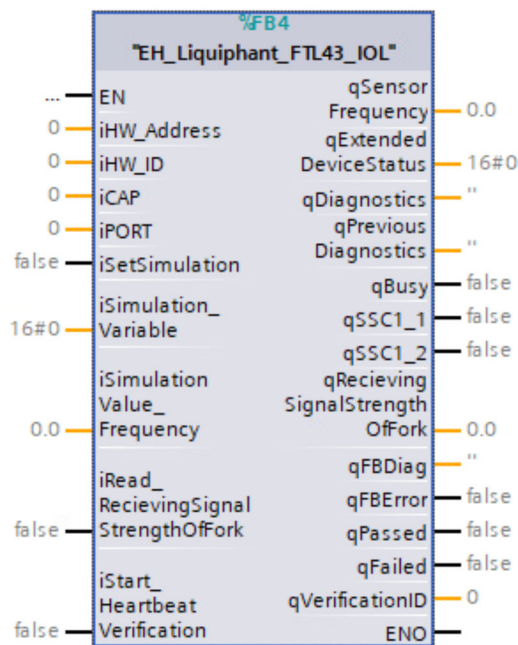 %FB4
"EH_Liquiphant_FTL43_IOL"
... EN
qSensor
Frequency 0.0
0 iHW_Address
qExtended
DeviceStatus 16#0
0 iHW_ID
0 iCAP
qDiagnostics ''
0 iPORT
qPrevious
Diagnostics ''
false iSetSimulation
qBusy false
iSimulation_
16#0 Variable
qSSC1_1 false
qSSC1_2 false
iSimulation
Value_
0.0 Frequency
qRecieving
SignalStrength
OfFork 0.0
iRead_
RecievingSignal
false StrengthOfFork
qFBDiag ''
qFBError false
qPassed false
qFailed false
iStart_
Heartbeat
false Verification
qVerificationID 0
ENO